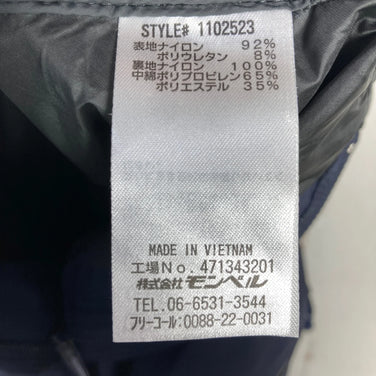 STYLE# 1102523
表地ナイロン 92%
ポリウレタン 8%
裏地ナイロン 100%
中綿ポリプロピレン 65%
ポリエステル 35%
MADE IN VIETNAM
工場No. 471343201
株式会社モンベル
TEL. 06-6531-3544
フリーコール:0088-22-0031